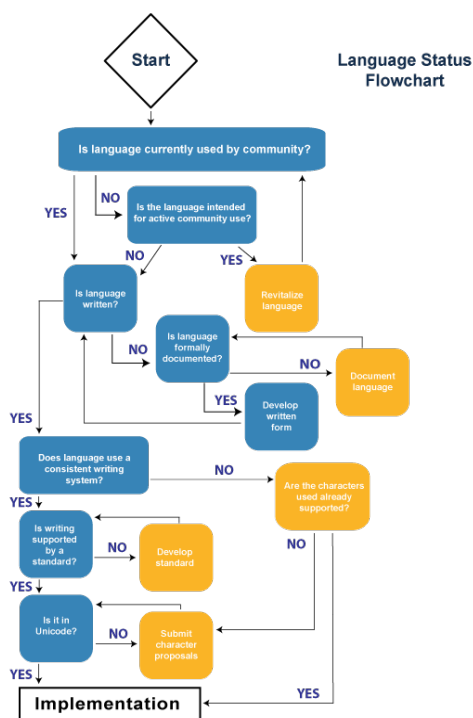 Start
Language Status
Flowchart
Is language currently used by community?
YES
NO
Is the language intended
for active community use?
NO
YES
Is language
written?
Revitalize
language
NO
Is language
formally
documented?
NO
Document
language
YES
Develop
written
form
YES
Does language use a
consistent writing
system?
NO
Are the characters
used already
supported?
YES
Is writing
supported
by a
standard?
NO
Develop
standard
NO
YES
Is it in
Unicode?
NO
Submit
character
proposals
YES
YES
Implementation